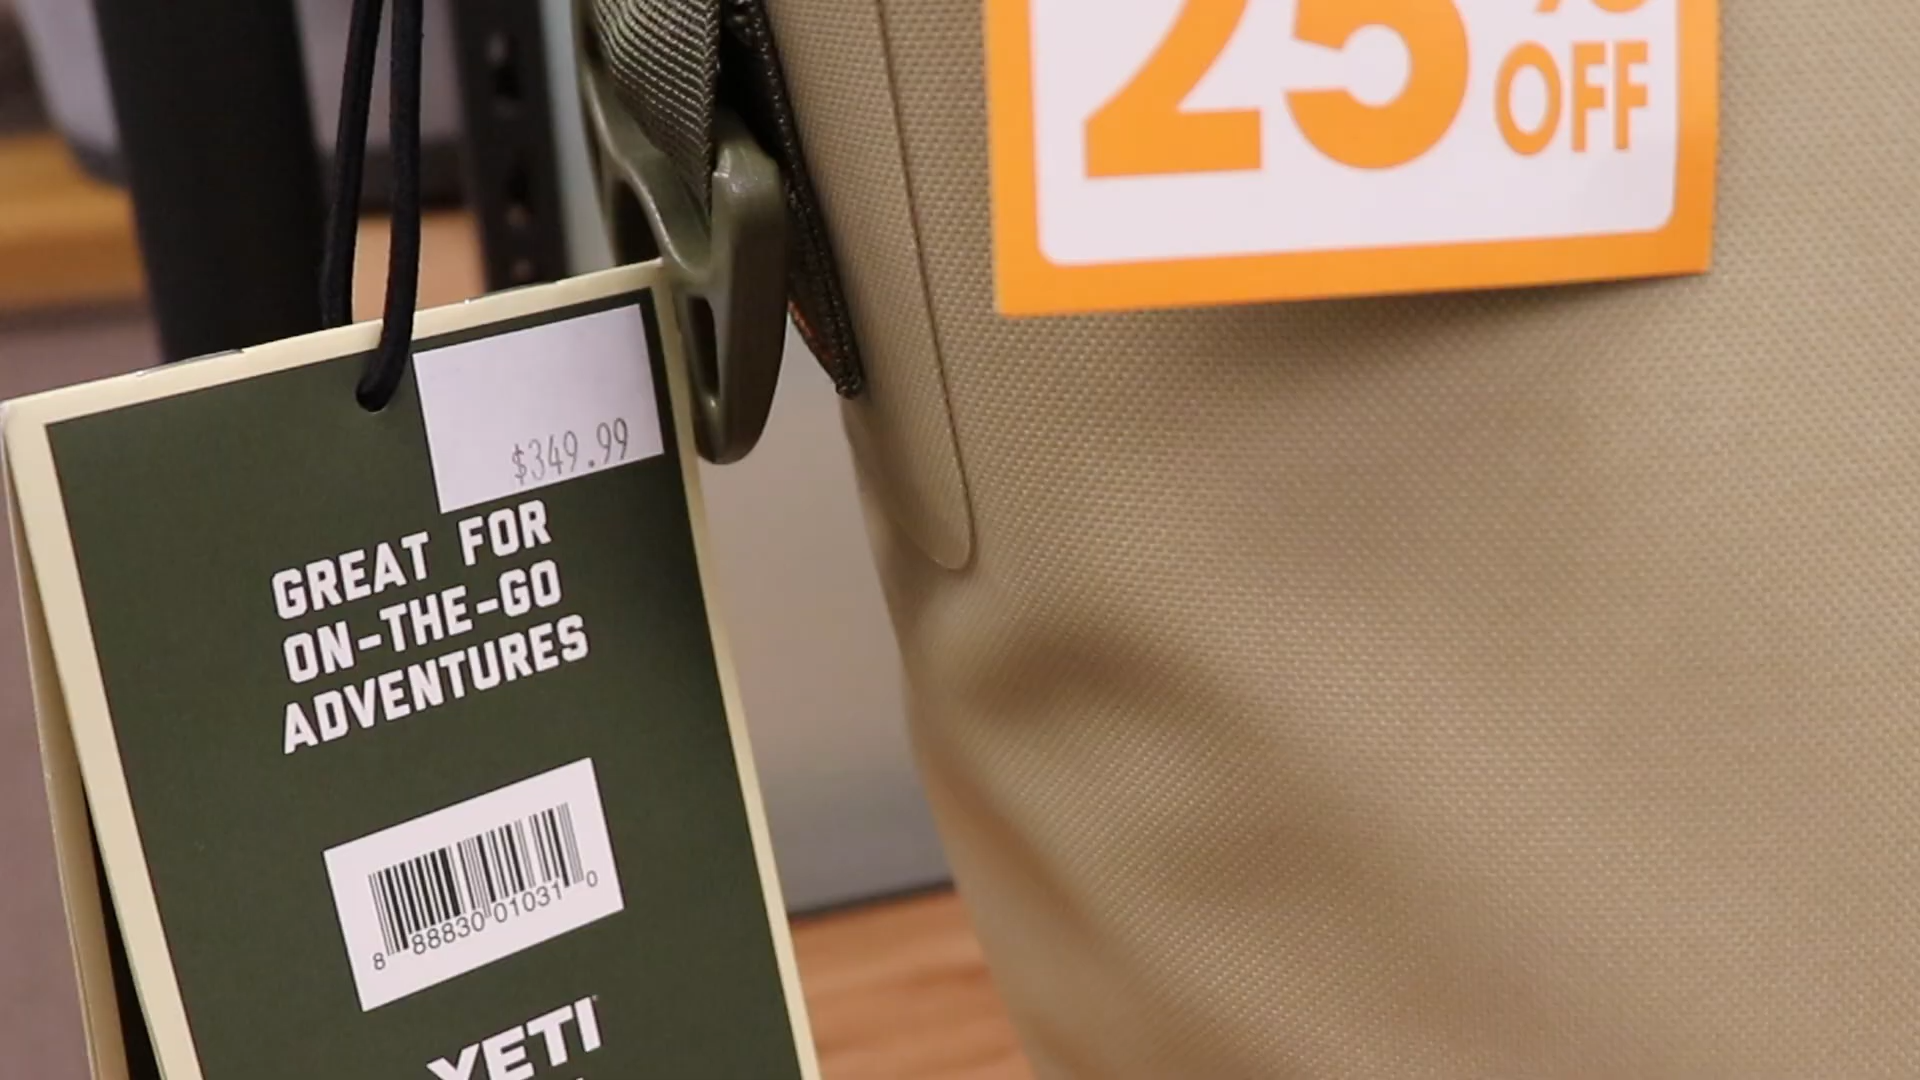 25%
OFF
$349.99
GREAT FOR
ON-THE-GO
ADVENTURES
8 88830 01031 0
YETI